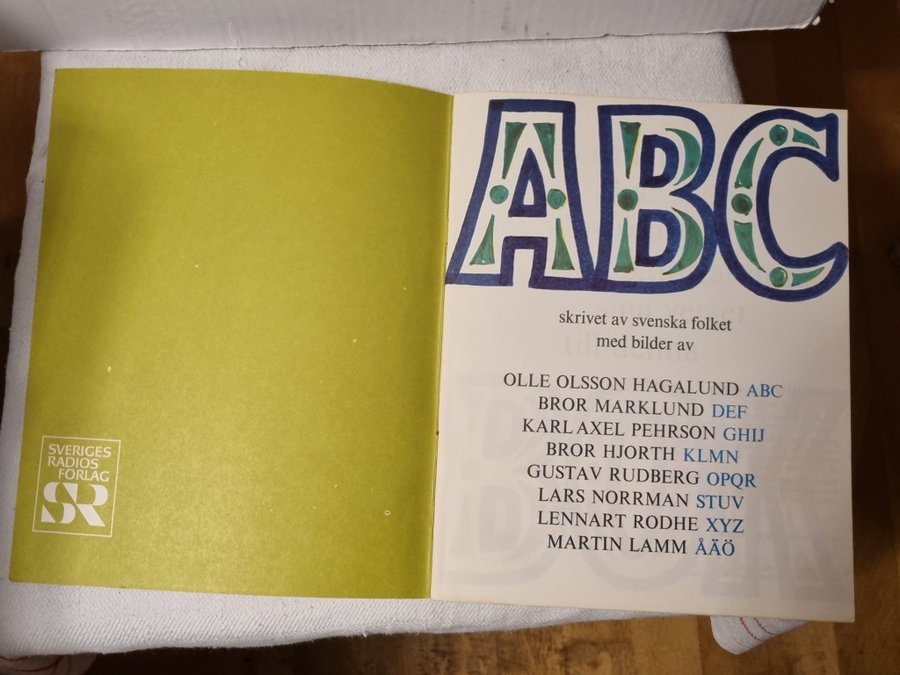 SVERIGES
RADIOS
FÖRLAG
SR
ABC
skrivet av svenska folket
med bilder av
OLLE OLSSON HAGALUND ABC
BROR MARKLUND DEF
KARL AXEL PEHRSON GHIJ
BROR HJORTH KLMN
GUSTAV RUDBERG OPQR
LARS NORRMAN STUV
LENNART RODHE XYZ
MARTIN LAMM ÅÄÖ